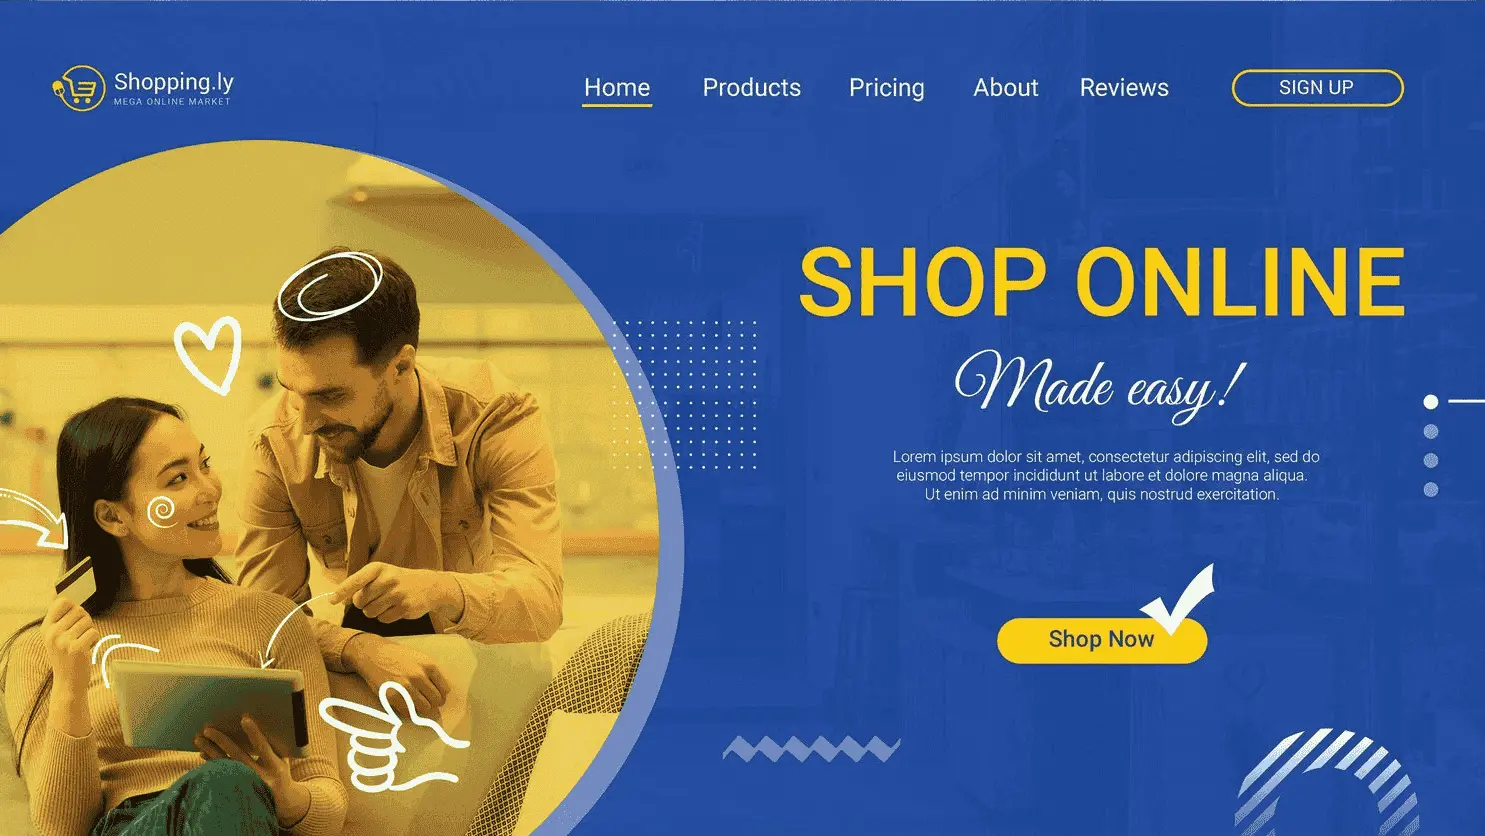 Shopping.ly
MEGA ONLINE MARKET
Home Products Pricing About Reviews SIGN UP
SHOP ONLINE
Made easy!
Lorem ipsum dolor sit amet, consectetur adipiscing elit, sed do
eiusmod tempor incididunt ut labore et dolore magna aliqua.
Ut enim ad minim veniam, quis nostrud exercitation.
Shop Now